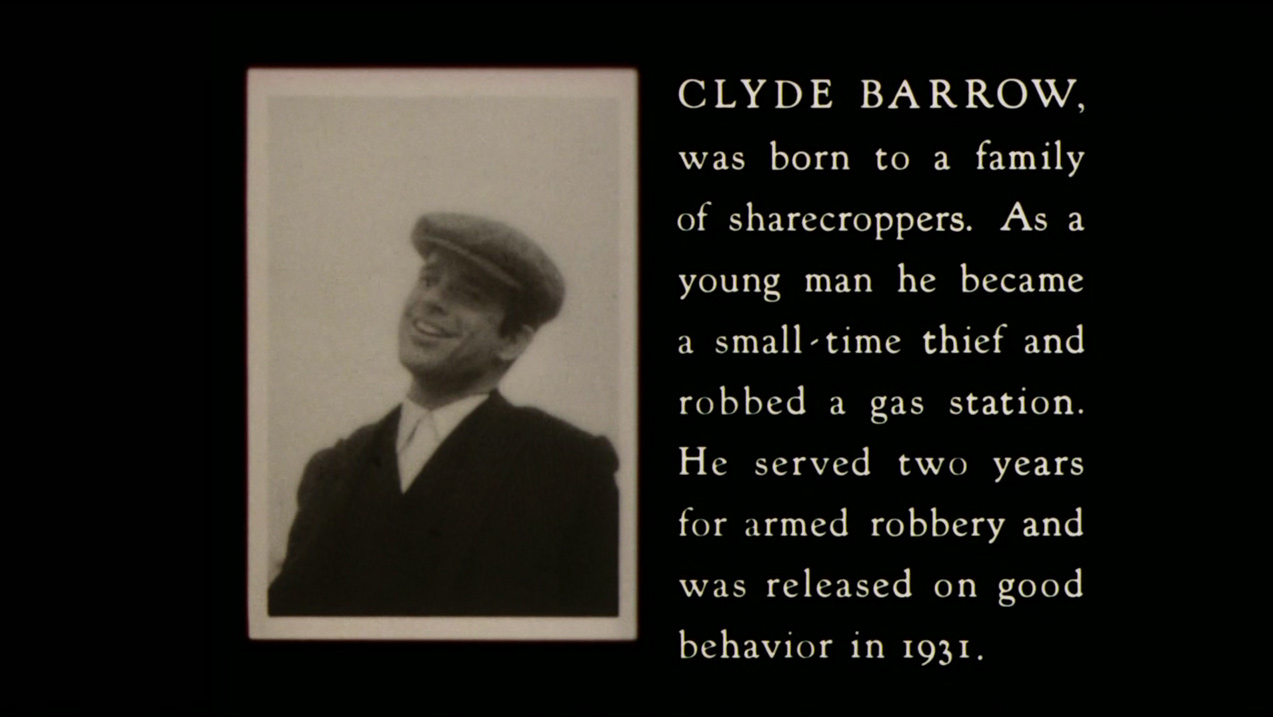 CLYDE BARROW,
was born to a family
of sharecroppers. As a
young man he became
a small-time thief and
robbed a gas station.
He served two years
for armed robbery and
was released on good
behavior in 1931.